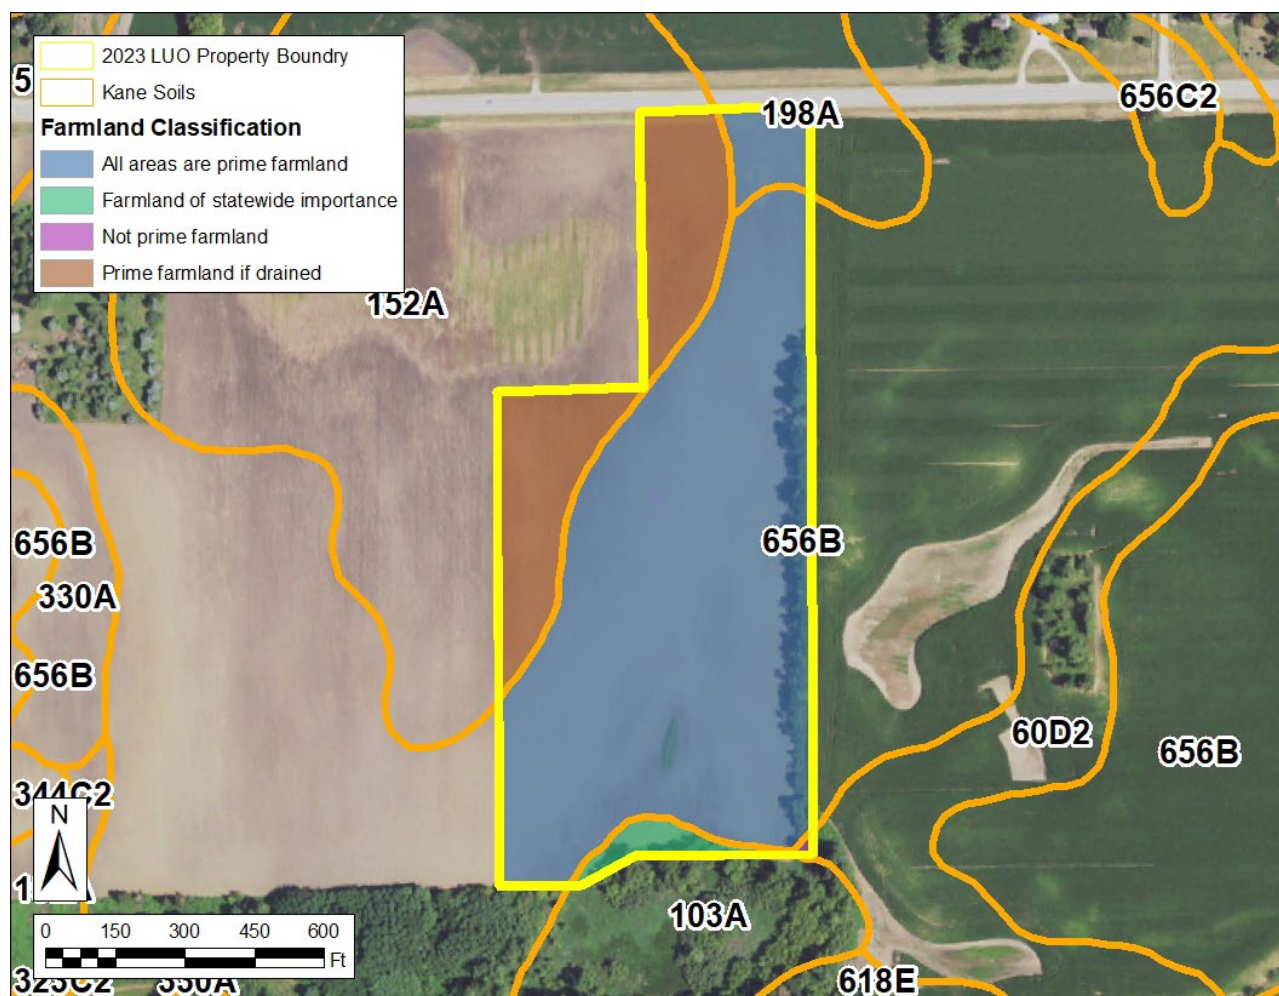 2023 LUO Property Boundry
Kane Soils
Farmland Classification
All areas are prime farmland
Farmland of statewide importance
Not prime farmland
Prime farmland if drained
5
198A
656C2
152A
656B
656B
330A
656B
60D2
656B
344C2
N
103A
0 150 300 450 600
Ft
618E